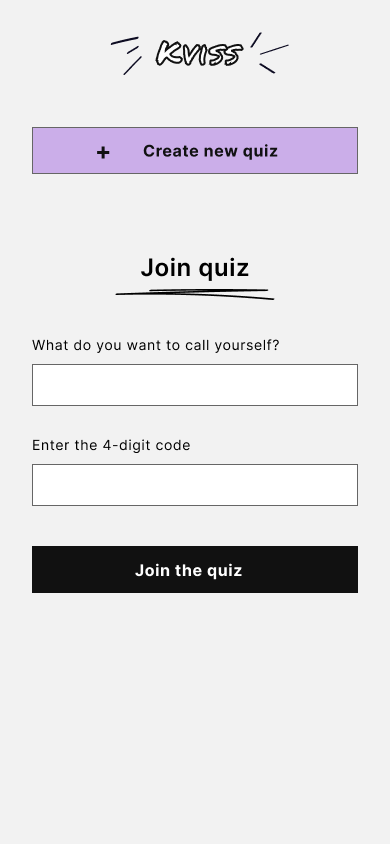 KVISS
+ Create new quiz
Join quiz
What do you want to call yourself?
Enter the 4-digit code
Join the quiz